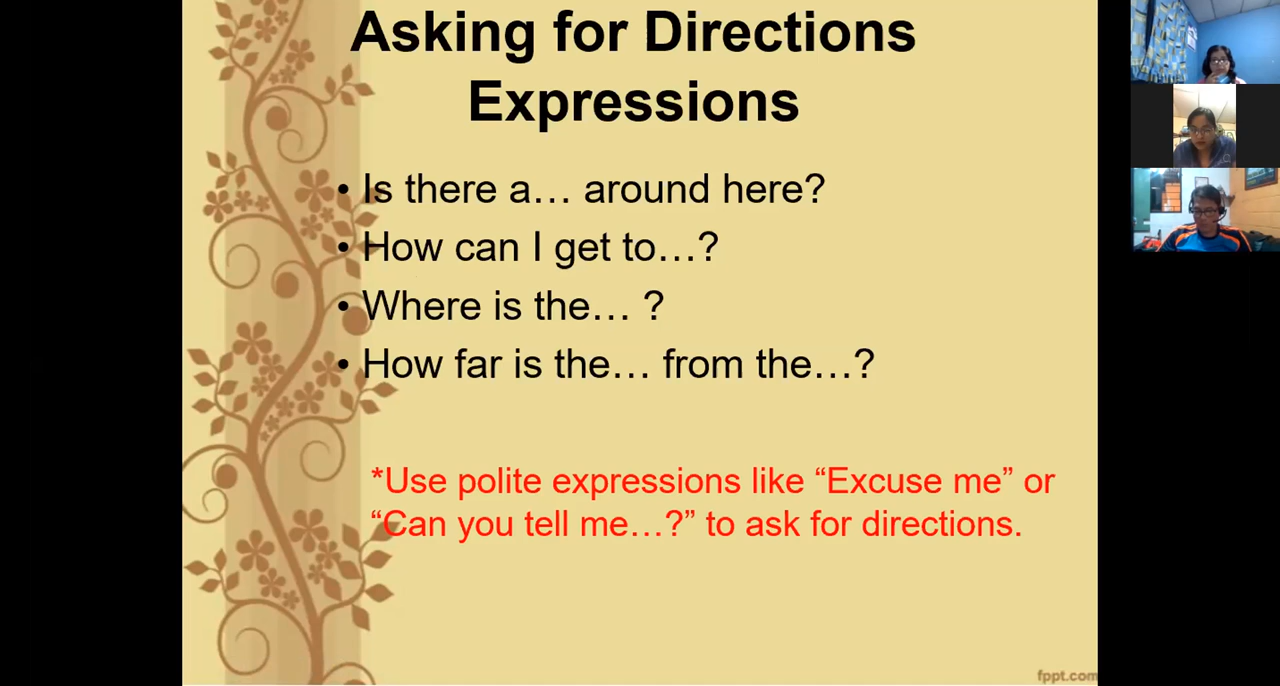 Asking for Directions
Expressions
• Is there a… around here?
• How can I get to…?
• Where is the… ?
• How far is the… from the…?
*Use polite expressions like “Excuse me” or
“Can you tell me…?” to ask for directions.
fppt.com